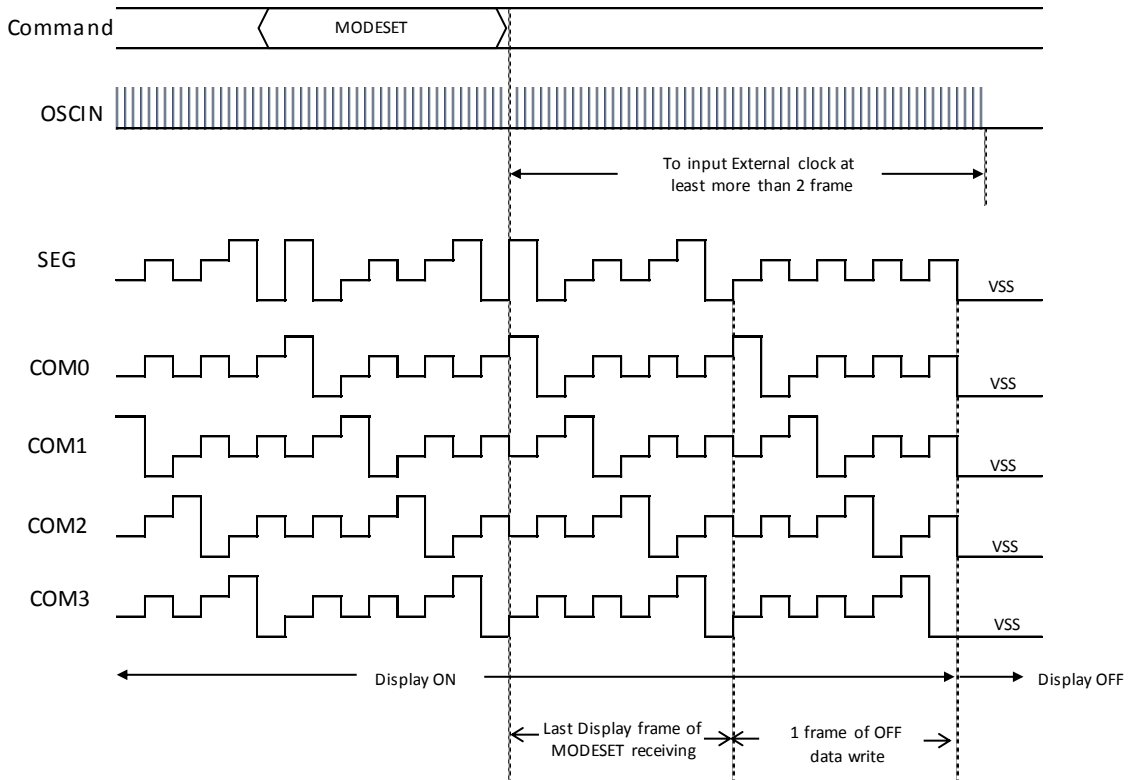 Command
MODESET
OSCIN
To input External clock at
least more than 2 frame
SEG
VSS
COM0
VSS
COM1
VSS
COM2
VSS
COM3
VSS
Display ON
Display OFF
Last Display frame of
MODESET receiving
1 frame of OFF
data write